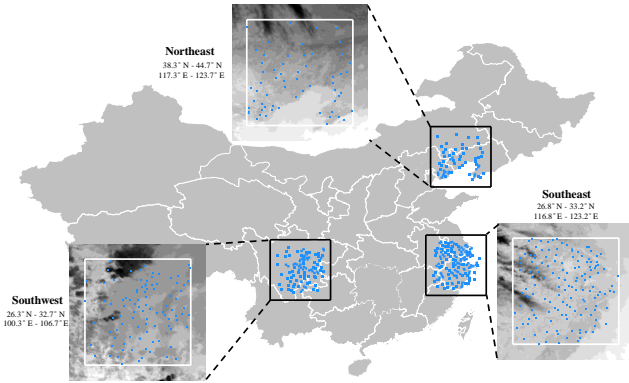 Northeast
38.3° N - 44.7° N
117.3° E - 123.7° E
Southeast
26.8° N - 33.2° N
116.8° E - 123.2° E
Southwest
26.3° N - 32.7° N
100.3° E - 106.7° E